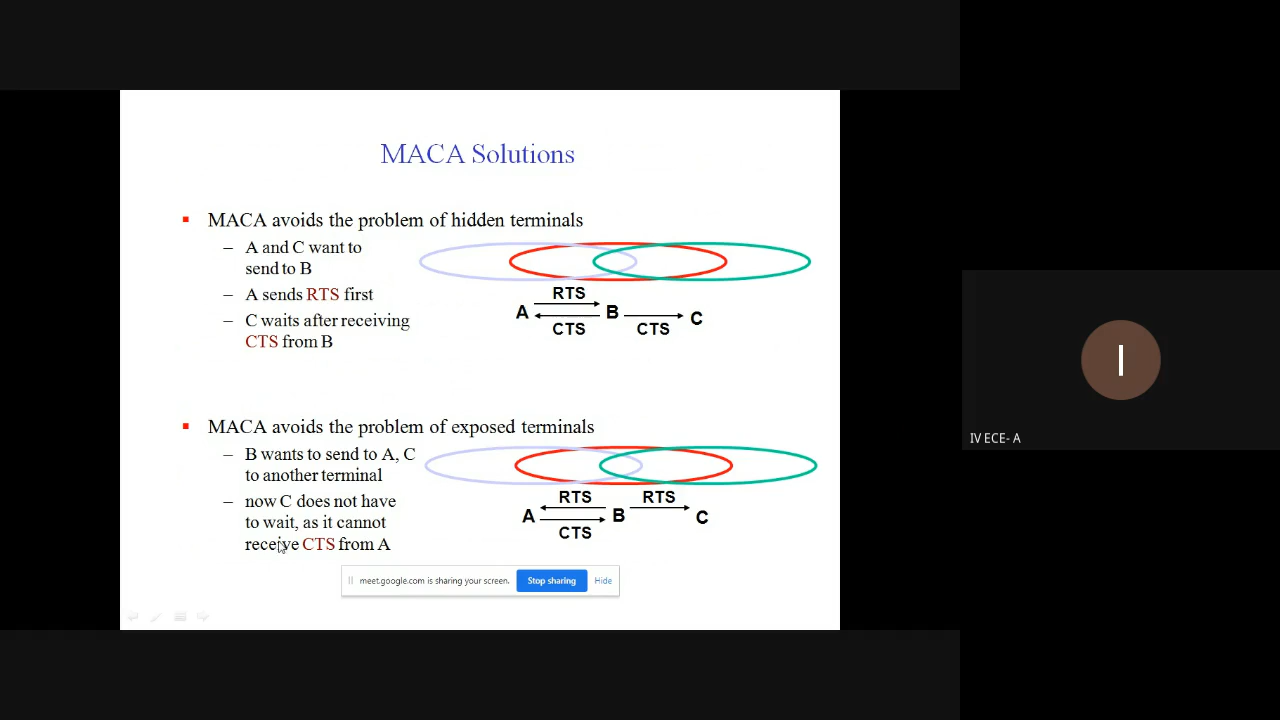 MACA Solutions
▪ MACA avoids the problem of hidden terminals
– A and C want to
send to B
– A sends RTS first
– C waits after receiving
CTS from B
RTS
A B C
CTS CTS
▪ MACA avoids the problem of exposed terminals
– B wants to send to A, C
to another terminal
– now C does not have
to wait, as it cannot
receive CTS from A
RTS RTS
A B C
CTS
meet.google.com is sharing your screen. Stop sharing Hide
I
IV ECE- A